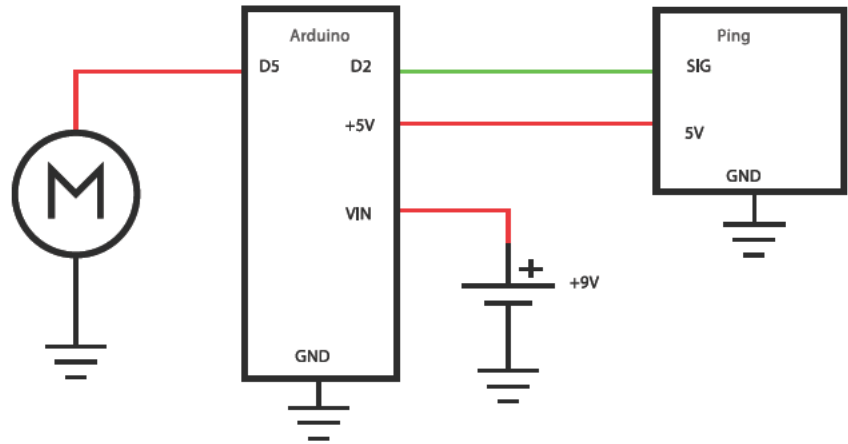 Arduino
Ping
D5
D2
SIG
+5V
5V
M
GND
VIN
+
+9V
GND